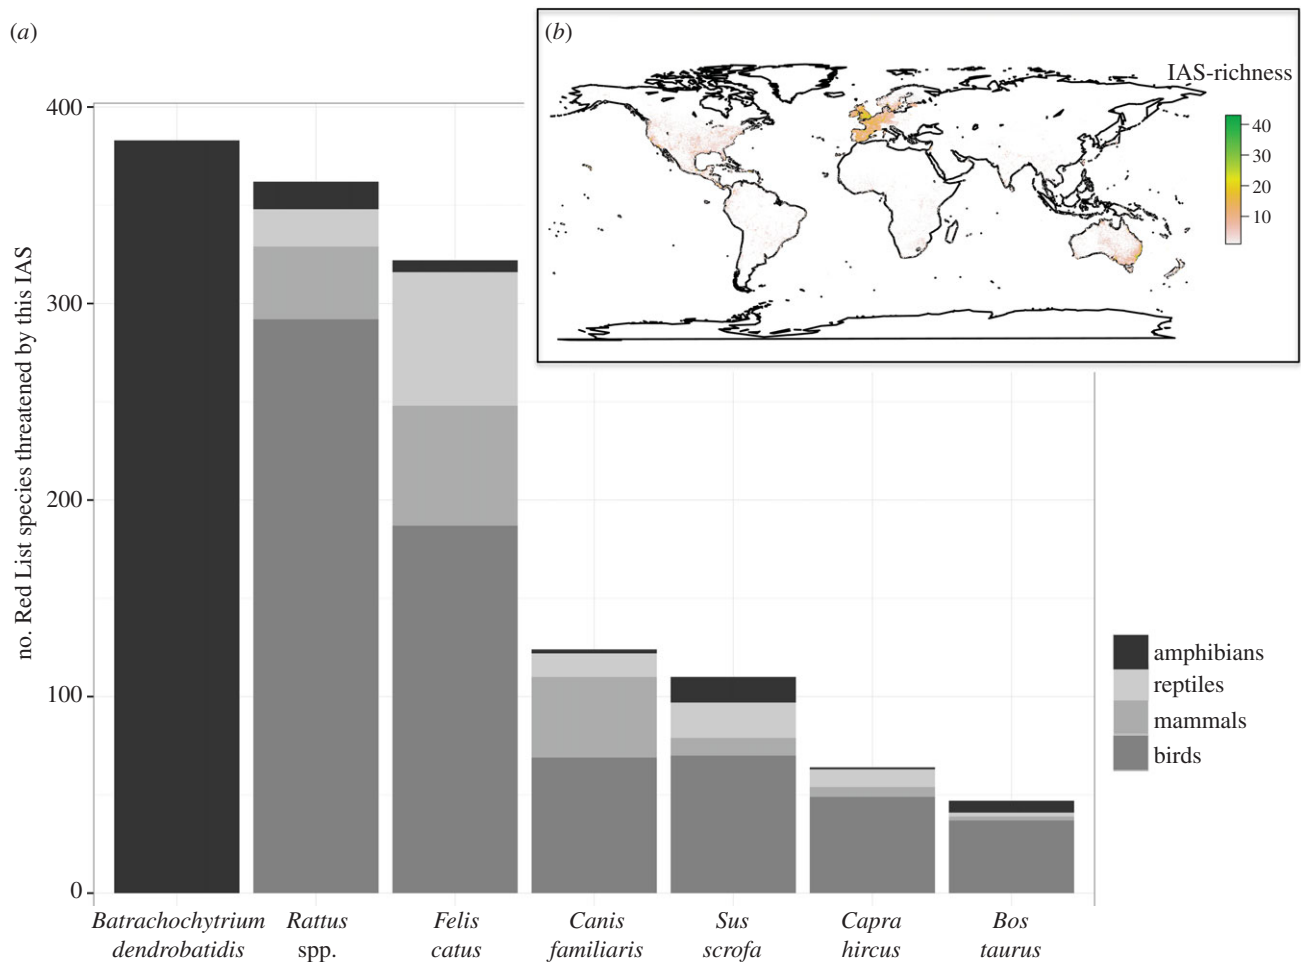 (a)
no. Red List species threatened by this IAS
400
300
200
100
0
Batrachochytrium
dendrobatidis
Rattus
spp.
Felis
catus
Canis
familiaris
Sus
scrofa
Capra
hircus
Bos
taurus
(b)
IAS-richness
40
30
20
10
amphibians
reptiles
mammals
birds